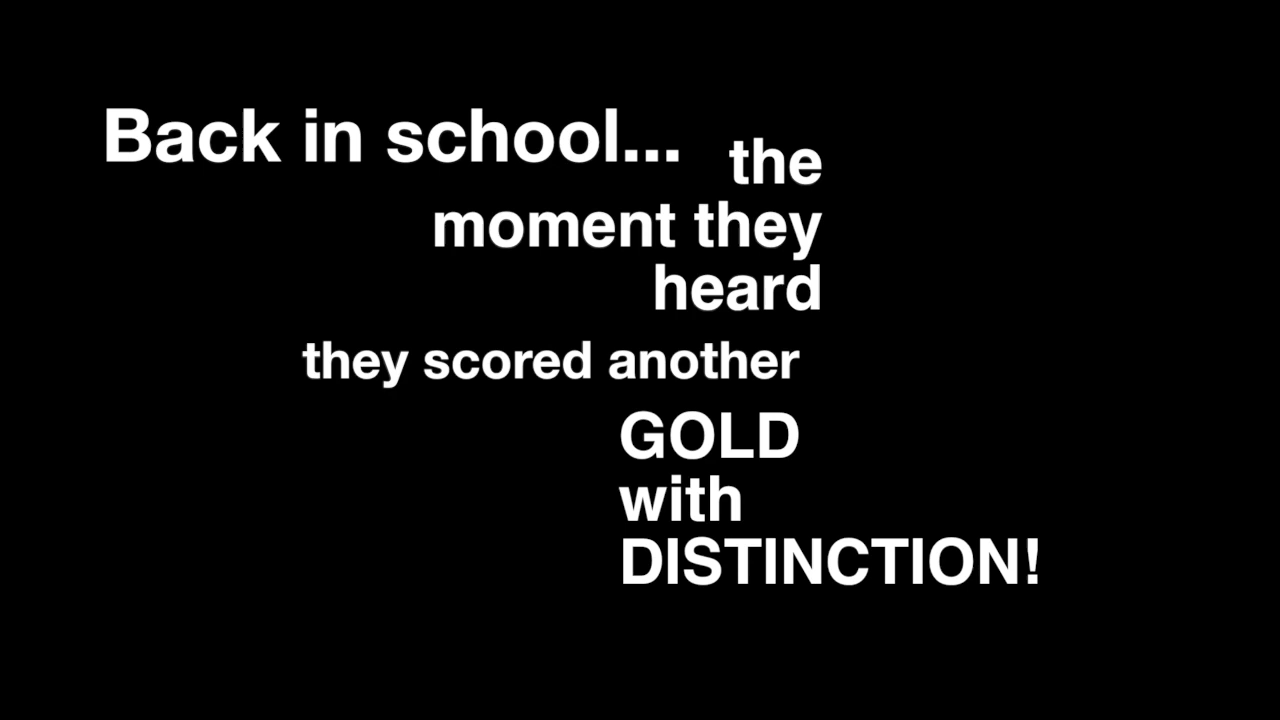 Back in school...
the
moment they
heard
they scored another
GOLD
with
DISTINCTION!